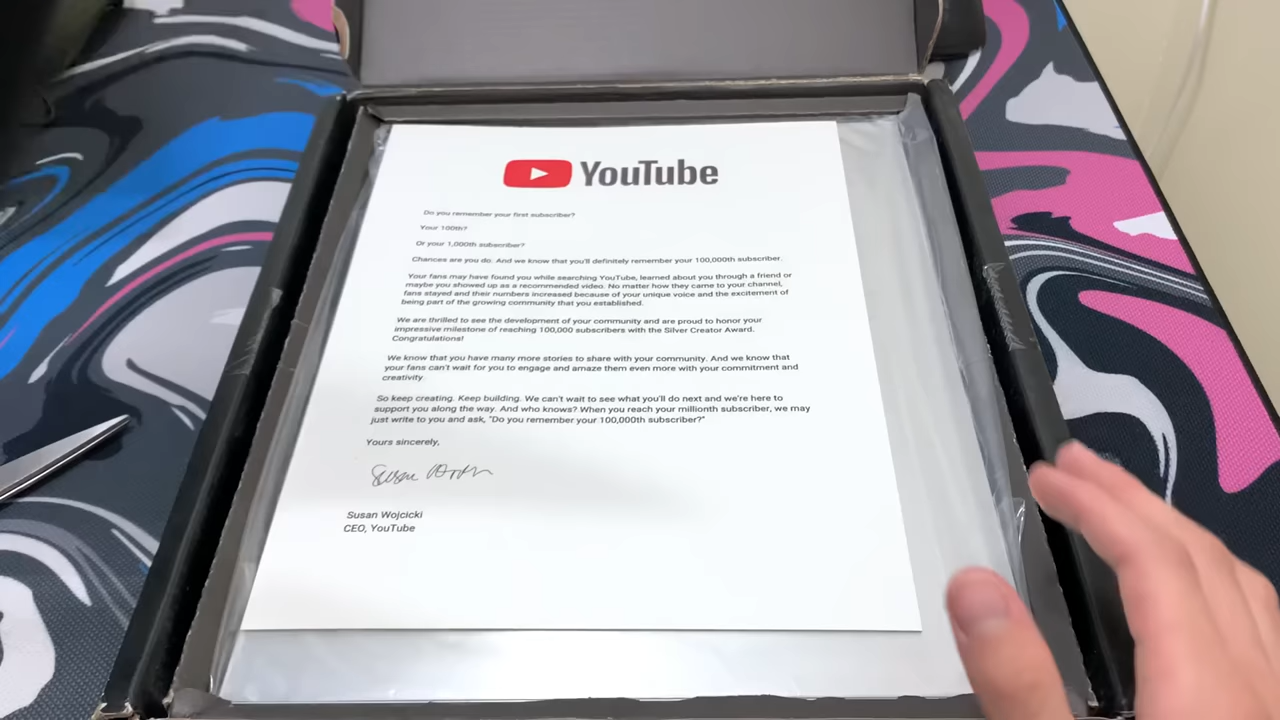 YouTube
Do you remember your first subscriber?
Your 100th?
Or your 1,000th subscriber?
Chances are you do. And we know that you'll definitely remember your 100,000th subscriber.
Your fans may have found you while searching YouTube, learned about you through a friend or
maybe you showed up as a recommended video. No matter how they came to your channel,
fans stayed and their numbers increased because of your unique voice and the excitement of
being part of the growing community that you established.
We are thrilled to see the development of your community and are proud to honor your
impressive milestone of reaching 100,000 subscribers with the Silver Creator Award.
Congratulations!
We know that you have many more stories to share with your community. And we know that
your fans can't wait for you to engage and amaze them even more with your commitment and
creativity.
So keep creating. Keep building. We can't wait to see what you'll do next and we're here to
support you along the way. And who knows? When you reach your millionth subscriber, we may
just write to you and ask, "Do you remember your 100,000th subscriber?"
Yours sincerely,
Susan Wojcicki
CEO, YouTube